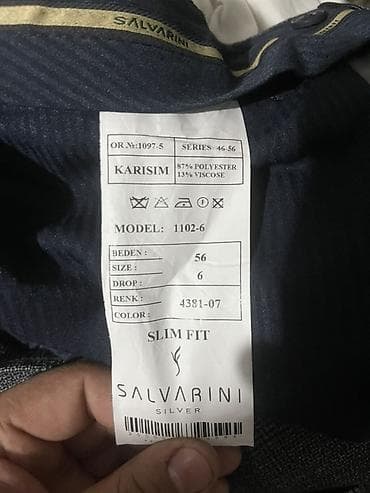 SALVARINI
OR №:1097-5 SERIES 46-56
KARISIM 87% POLYESTER
13% VISCOSE
MODEL: 1102-6
BEDEN : 56
SIZE :
DROP : 6
RENK : 4381-07
COLOR :
SLIM FIT
SALVARINI
SILVER